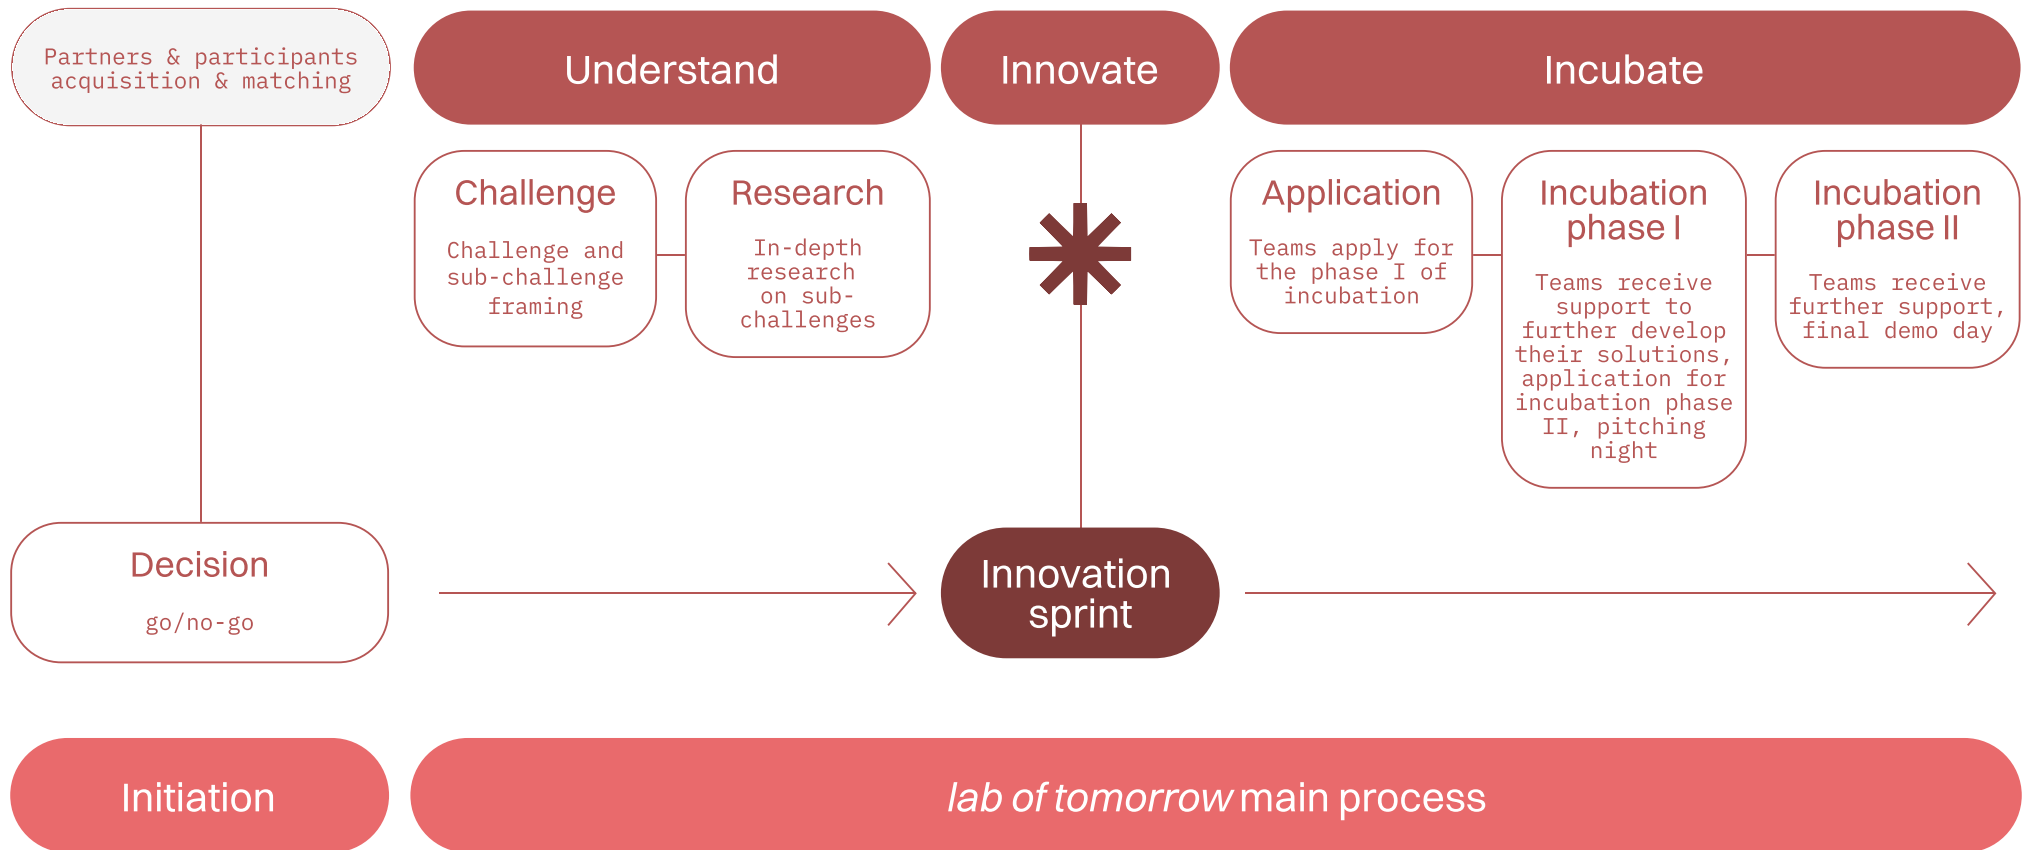 Partners & participants
acquisition & matching
Understand
Innovate
Incubate
Challenge
Challenge and
sub-challenge
framing
Research
In-depth
research
on sub-
challenges
Application
Teams apply for
the phase I of
incubation
Incubation
phase I
Teams receive
support to
further develop
their solutions,
application for
incubation phase
II, pitching
night
Incubation
phase II
Teams receive
further support,
final demo day
Decision
go/no-go
Innovation
sprint
Initiation
lab of tomorrow main process